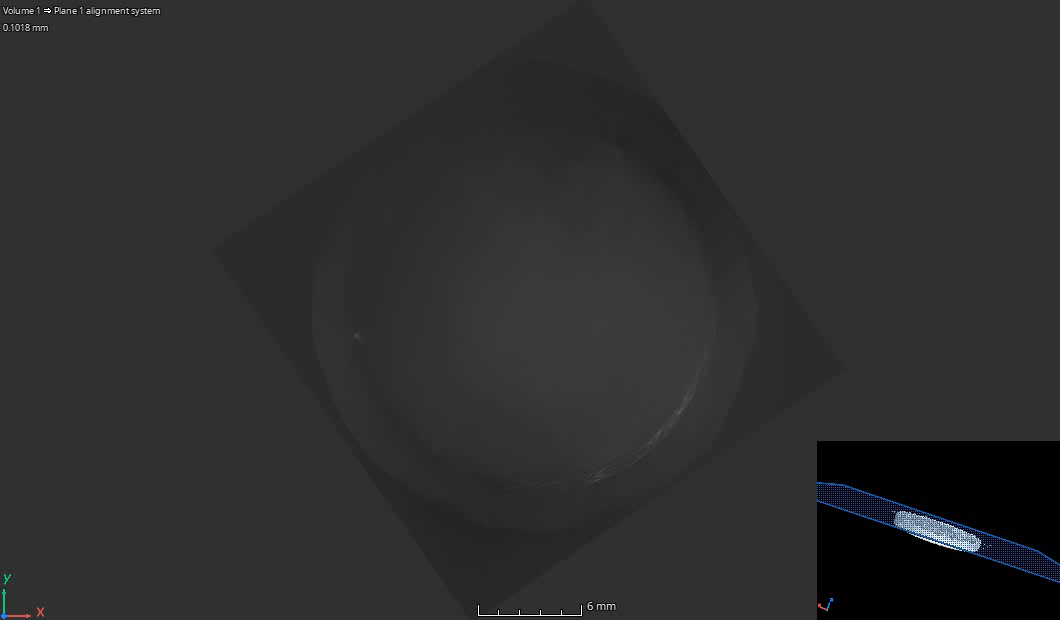 Volume 1 ⇒ Plane 1 alignment system
0.1018 mm
y
X
6 mm